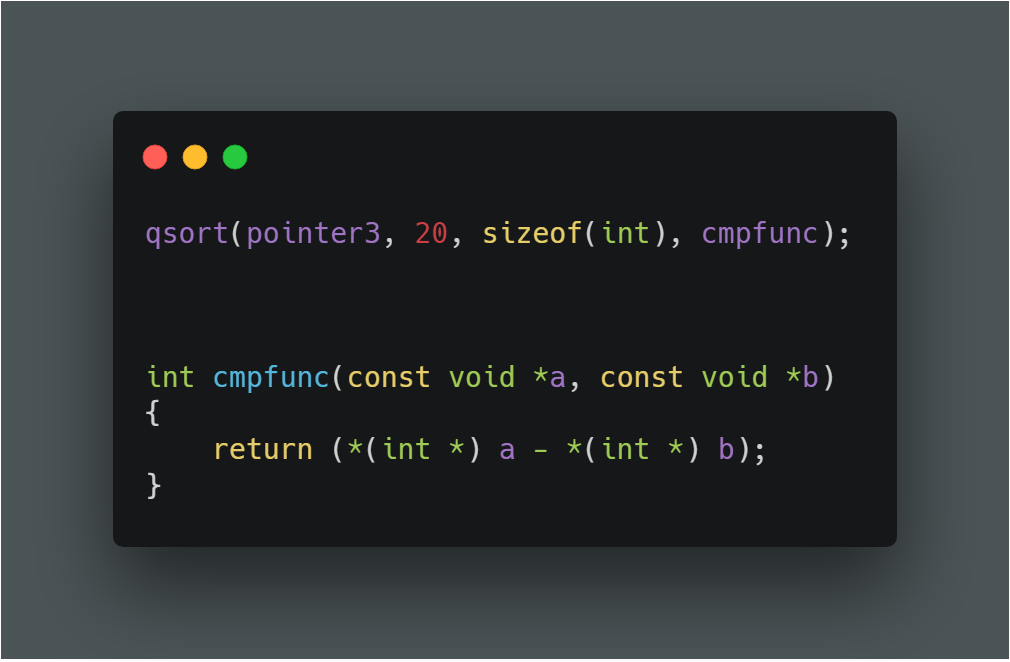 qsort(pointer3, 20, sizeof(int), cmpfunc);
int cmpfunc(const void *a, const void *b)
{
    return (*(int *) a - *(int *) b);
}